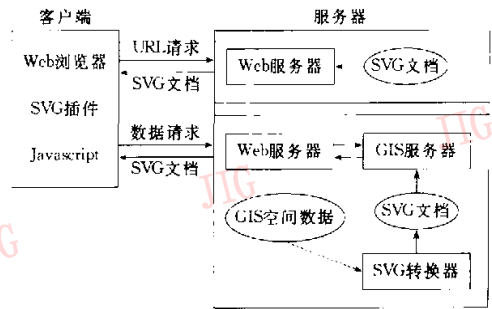 客户端
服务器
Web浏览器
URL请求
Web服务器
SVG文档
SVG文档
SVG插件
数据请求
JIG
Javascript
SVG文档
Web服务器
GIS服务器
JIG
SVG文档
GIS空间数据
JIG
SVG转换器